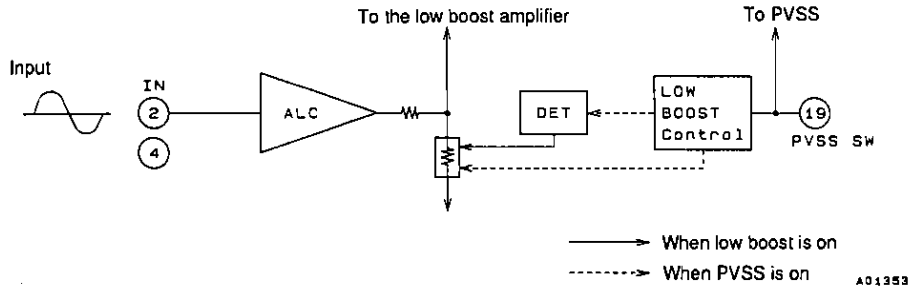 To the low boost amplifier
To PVSS
Input
IN
2
4
ALC
DET
LOW
BOOST
Control
19
PVSS SW
When low boost is on
When PVSS is on
A01353